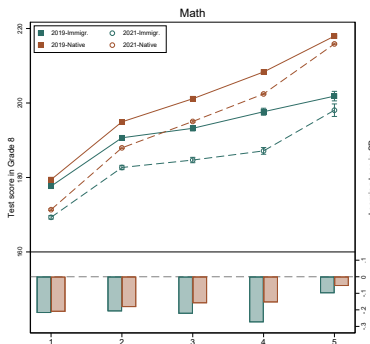 Math
2019-Immigr.
2021-Immigr.
2019-Native
2021-Native
Test score in Grade 8
220
200
180
160
.1
0
-.1
-.2
-.3
1
2
3
4
5